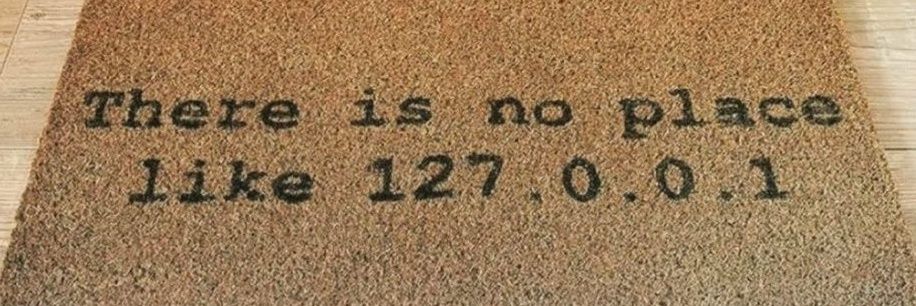 There is no place
like 127.0.0.1